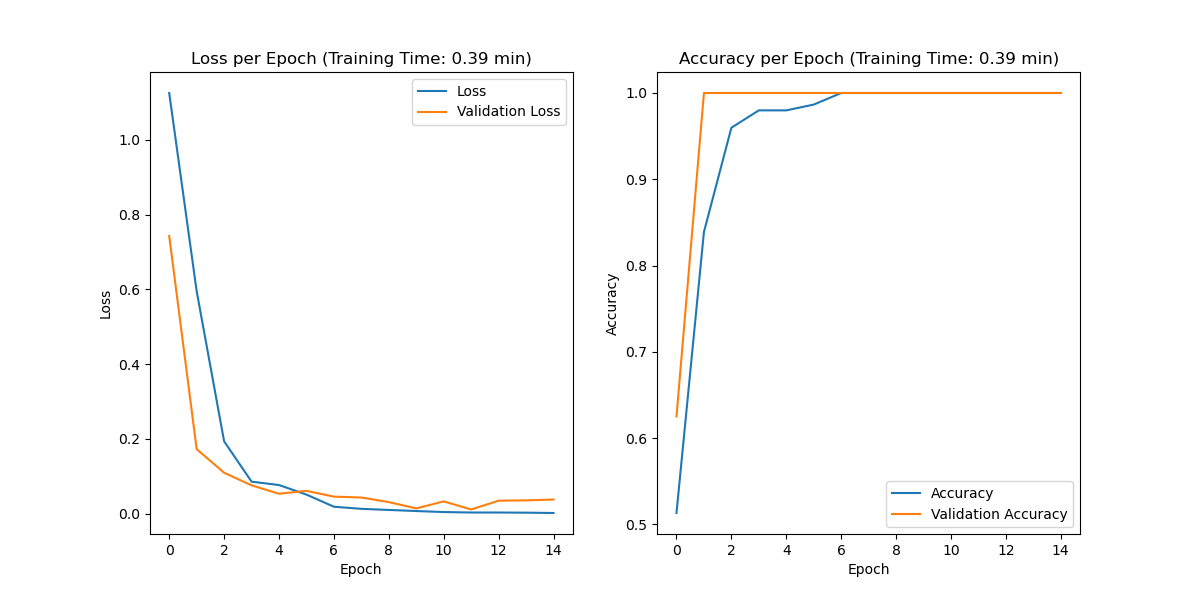 Loss per Epoch (Training Time: 0.39 min)
Loss
Validation Loss
1.0
0.8
0.6
0.4
0.2
0.0
Loss
0 2 4 6 8 10 12 14
Epoch
Accuracy per Epoch (Training Time: 0.39 min)
1.0
0.9
0.8
0.7
0.6
0.5
Accuracy
Accuracy
Validation Accuracy
0 2 4 6 8 10 12 14
Epoch